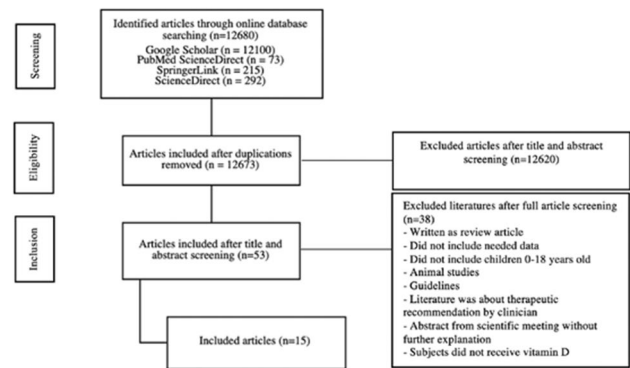 Screening
Identified articles through online database
searching (n=12680)
Google Scholar (n = 12100)
PubMed ScienceDirect (n = 73)
SpringerLink (n = 215)
ScienceDirect (n = 292)
Eligibility
Articles included after duplications
removed (n = 12673)
Excluded articles after title and abstract
screening (n=12620)
Inclusion
Articles included after title and
abstract screening (n=53)
Excluded literatures after full article screening
(n=38)
- Written as review article
- Did not include needed data
- Did not include children 0-18 years old
- Animal studies
- Guidelines
- Literature was about therapeutic
recommendation by clinician
- Abstract from scientific meeting without
further explanation
- Subjects did not receive vitamin D
Included articles (n=15)